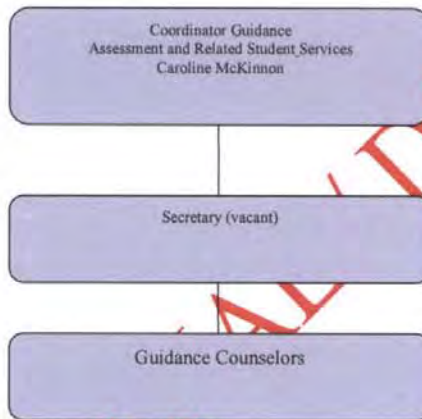 Coordinator Guidance
Assessment and Related Student Services
Caroline McKinnon
Secretary (vacant)
Guidance Counselors